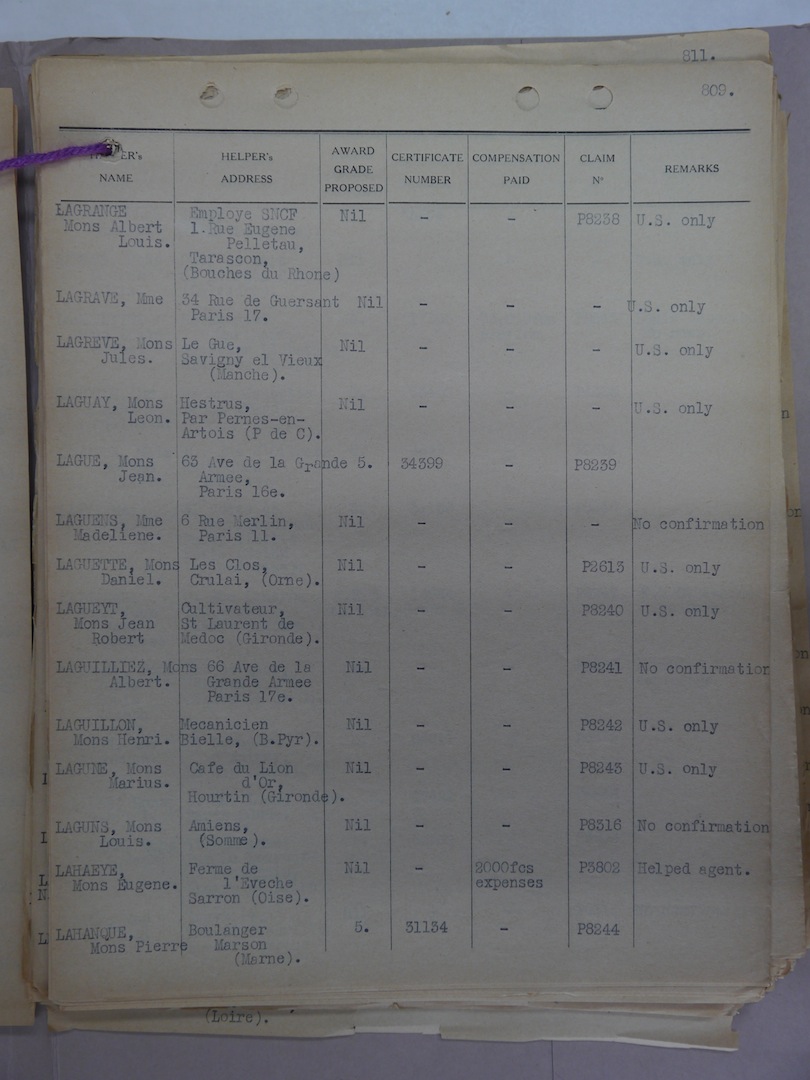 811.
809.
HELPER's AWARD CERTIFICATE COMPENSATION CLAIM REMARKS
NAME ADDRESS GRADE NUMBER PAID Nº
PROPOSED
LAGRANGE Employe SNCF Nil - - P8238 U.S. only
Mons Albert 1.Rue Eugene
Louis. Pelletau,
Tarascon,
(Bouches du Rhone)
LAGRAVE, Mme 34 Rue de Guersant Nil - - - U.S. only
Paris 17.
LAGREVE, Mons Le Gue, Nil - - - U.S. only
Jules. Savigny el Vieux
(Manche).
LAGUAY, Mons Hestrus, Nil - - - U.S. only
Leon. Par Pernes-en-
Artois (P de C).
LAGUE, Mons 63 Ave de la Grande 5. 34399 - P8239
Jean. Armee,
Paris 16e.
LAGUENS, Mme 6 Rue Merlin, Nil - - - No confirmation
Madeliene. Paris 11.
LAGUETTE, Mons Les Clos, Nil - - P2613 U.S. only
Daniel. Crulai, (Orne).
LAGUEYT, Cultivateur, Nil - - P8240 U.S. only
Mons Jean St Laurent de
Robert Medoc (Gironde).
LAGUILLIEZ, Mons 66 Ave de la Nil - - P8241 No confirmation
Albert. Grande Armee
Paris 17e.
LAGUILLON, Mecanicien Nil - - P8242 U.S. only
Mons Henri. Bielle, (B.Pyr).
LAGUNE, Mons Cafe du Lion Nil - - P8243 U.S. only
Marius. d'Or,
Hourtin (Gironde).
LAGUNS, Mons Amiens, Nil - - P8316 No confirmation
Louis. (Somme).
LAHAEYE, Ferme de Nil - 2000fcs P3802 Helped agent.
Mons Eugene. l'Eveche expenses
Sarron (Oise).
LAHANQUE, Boulanger 5. 31134 - P8244
Mons Pierre Marson
(Marne).
(Loire).